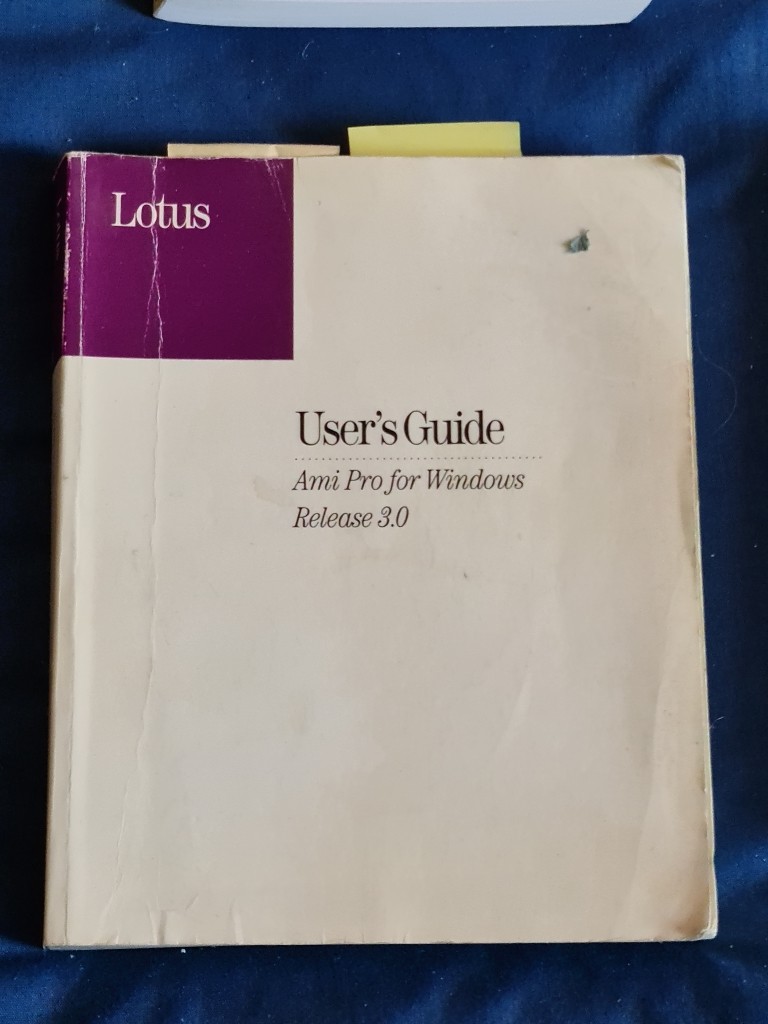 Lotus
User's Guide
Ami Pro for Windows
Release 3.0